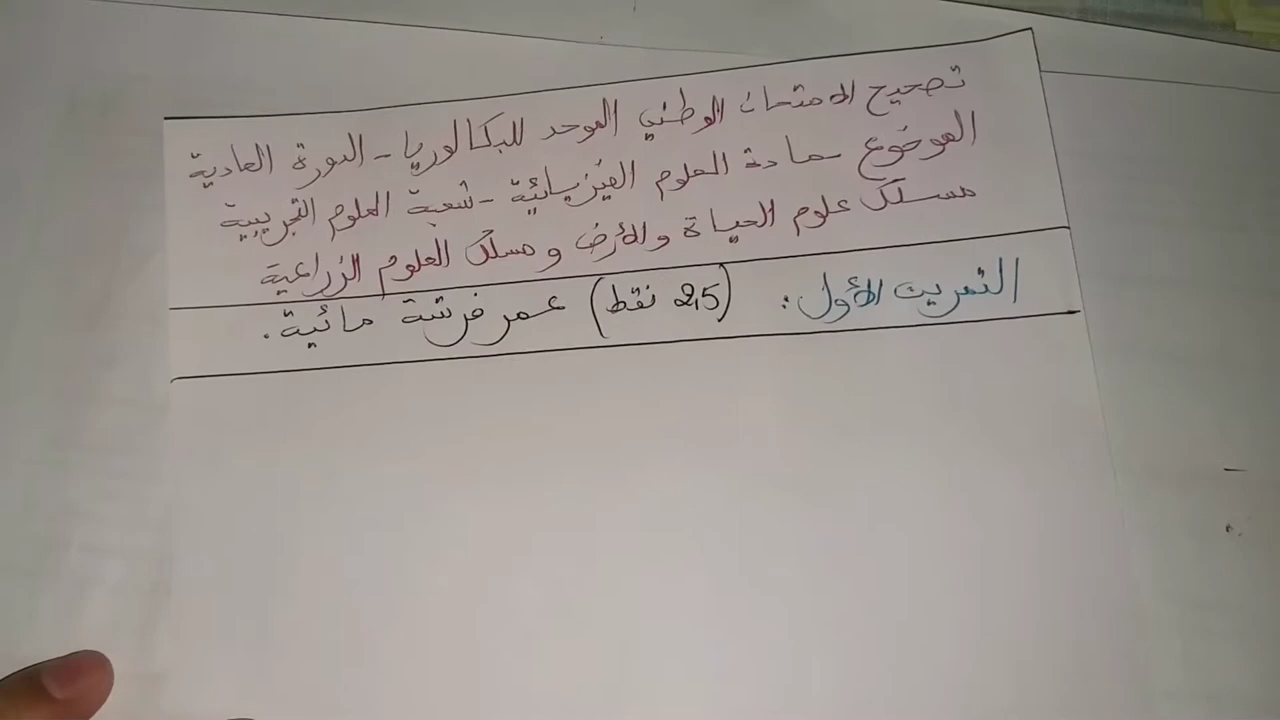 تصحيح الامتحان الوطني الموحد للبكالوريا - الدورة العادية
الموضوع - مادة العلوم الفيزيائية - شعبة العلوم التجريبية
مسلك علوم الحياة والأرض و مسلك العلوم الزراعية
التمرين الأول: (2,5 نقط) عمر فرشة مائية.